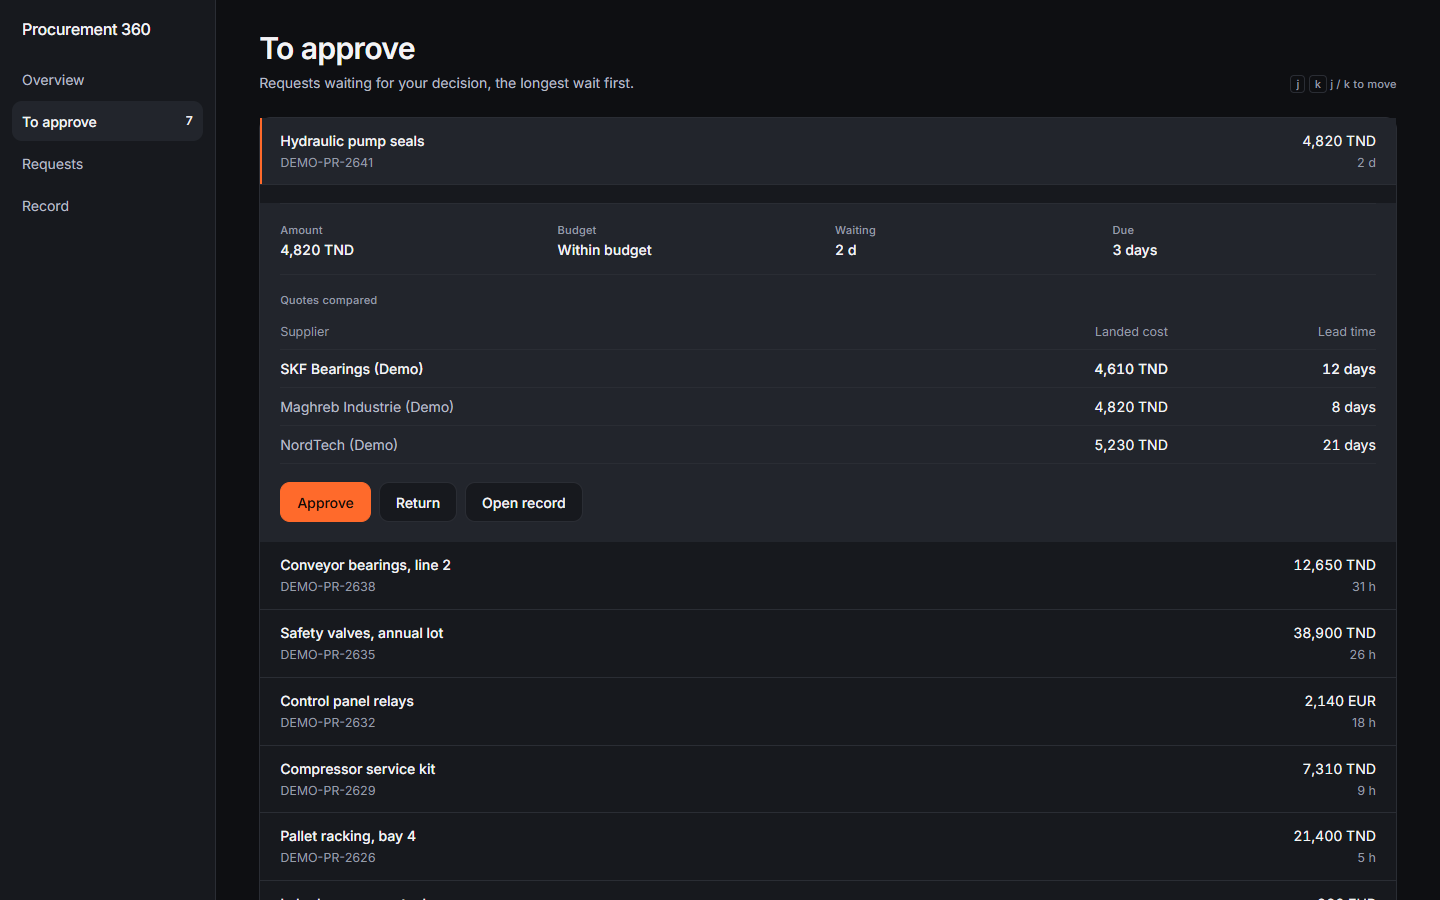 Procurement 360
Overview
To approve 7
Requests
Record
To approve
Requests waiting for your decision, the longest wait first.
j k j / k to move
Hydraulic pump seals 4,820 TND
DEMO-PR-2641 2 d
Amount Budget Waiting Due
4,820 TND Within budget 2 d 3 days
Quotes compared
Supplier Landed cost Lead time
SKF Bearings (Demo) 4,610 TND 12 days
Maghreb Industrie (Demo) 4,820 TND 8 days
NordTech (Demo) 5,230 TND 21 days
Approve Return Open record
Conveyor bearings, line 2 12,650 TND
DEMO-PR-2638 31 h
Safety valves, annual lot 38,900 TND
DEMO-PR-2635 26 h
Control panel relays 2,140 EUR
DEMO-PR-2632 18 h
Compressor service kit 7,310 TND
DEMO-PR-2629 9 h
Pallet racking, bay 4 21,400 TND
DEMO-PR-2626 5 h